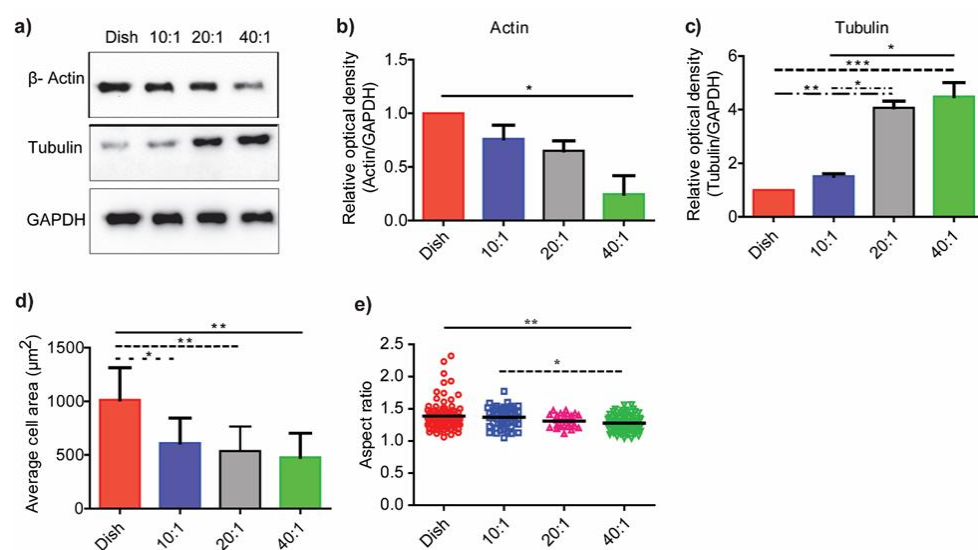 a)
Dish 10:1 20:1 40:1
β- Actin
Tubulin
GAPDH
b)
Actin
Relative optical density
(Actin/GAPDH)
1.5
1.0
0.5
0.0
*
Dish 10:1 20:1 40:1
c)
Tubulin
Relative optical density
(Tubulin/GAPDH)
6
4
2
0
*
***
** *
Dish 10:1 20:1 40:1
d)
Average cell area (μm²)
1500
1000
500
0
**
**
*
Dish 10:1 20:1 40:1
e)
Aspect ratio
2.5
2.0
1.5
1.0
0.5
0.0
**
*
Dish 10:1 20:1 40:1